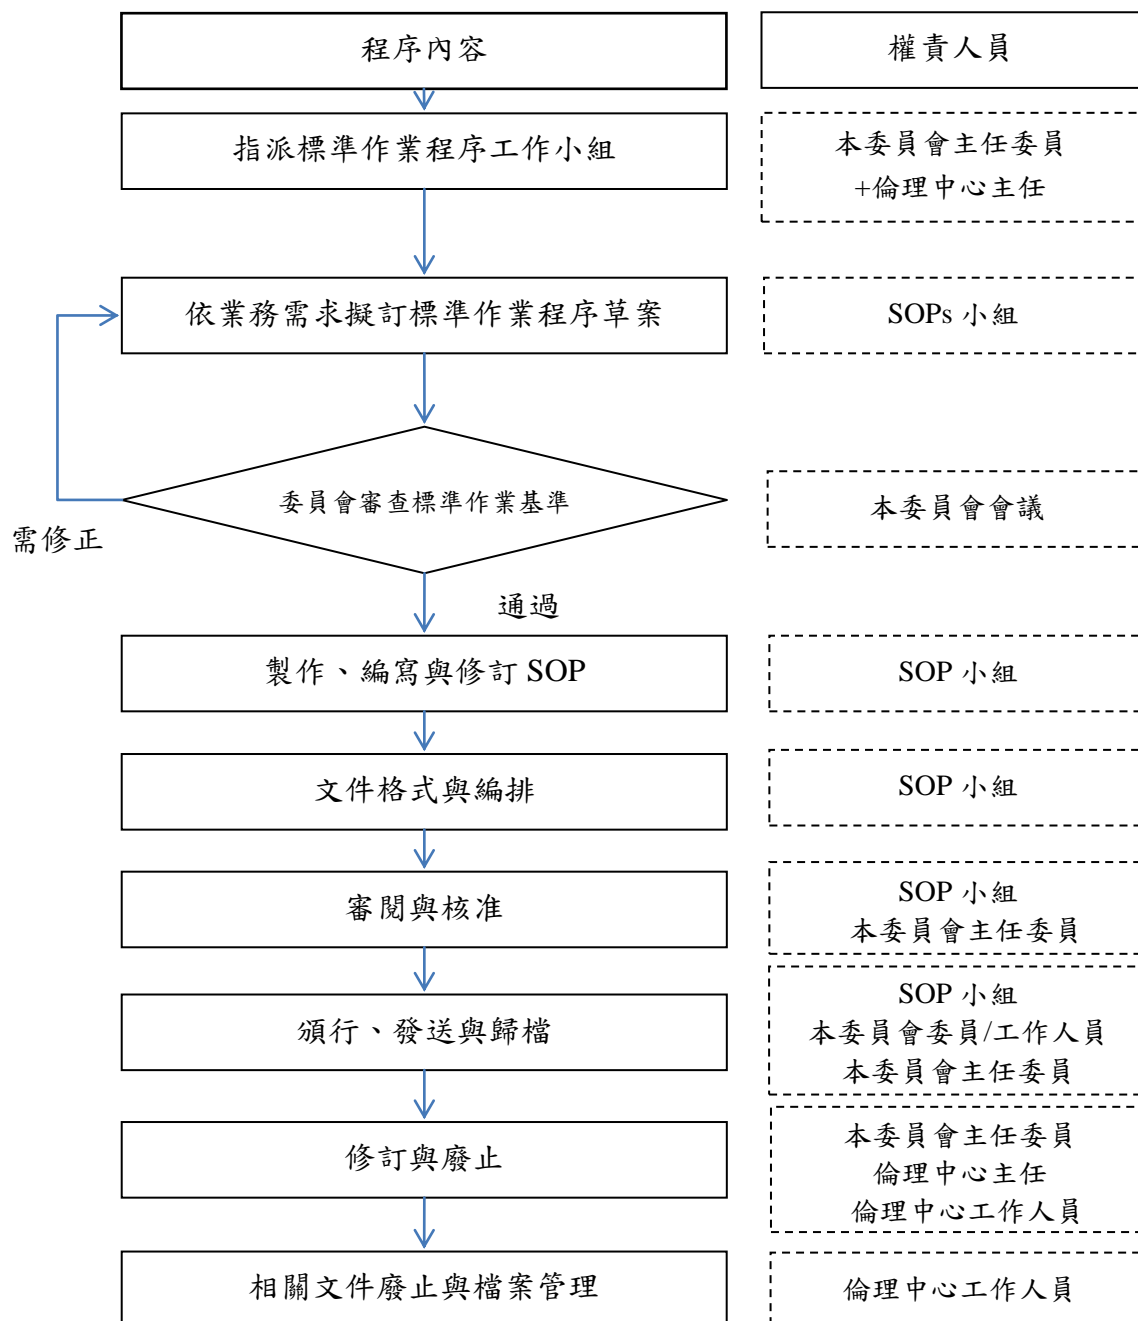 程序內容
權責人員
指派標準作業程序工作小組
本委員會主任委員
+倫理中心主任
依業務需求擬訂標準作業程序草案
SOPs 小組
委員會審查標準作業基準
本委員會會議
需修正
通過
製作、編寫與修訂 SOP
SOP 小組
文件格式與編排
SOP 小組
審閱與核准
SOP 小組
本委員會主任委員
頒行、發送與歸檔
SOP 小組
本委員會委員/工作人員
本委員會主任委員
修訂與廢止
本委員會主任委員
倫理中心主任
倫理中心工作人員
相關文件廢止與檔案管理
倫理中心工作人員